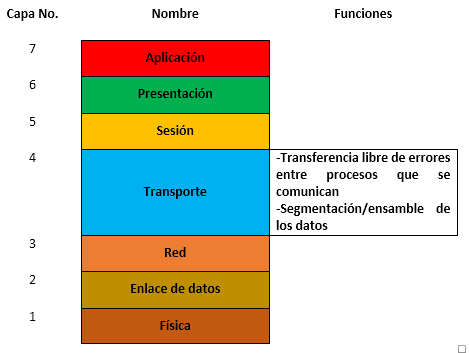 Capa No. Nombre Funciones
7 Aplicación
6 Presentación
5 Sesión
4 Transporte
-Transferencia libre de errores
entre procesos que se
comunican
-Segmentación/ensamble de
los datos
3 Red
2 Enlace de datos
1 Física